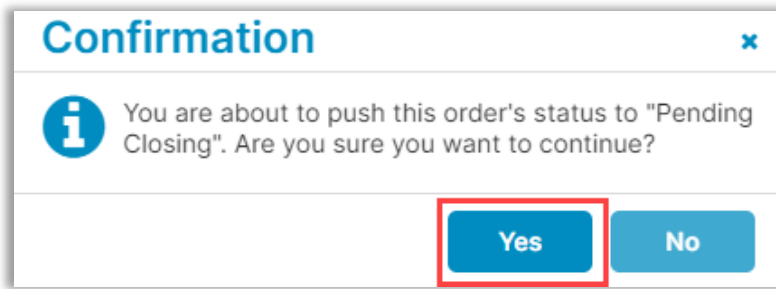 Confirmation
You are about to push this order's status to "Pending
Closing". Are you sure you want to continue?
Yes No